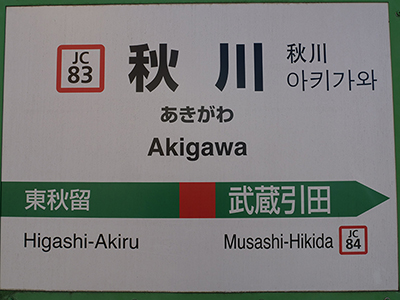 JC
83
秋川
秋川
아키가와
あきがわ
Akigawa
東秋留
武蔵引田
Higashi-Akiru
Musashi-Hikida
JC
84